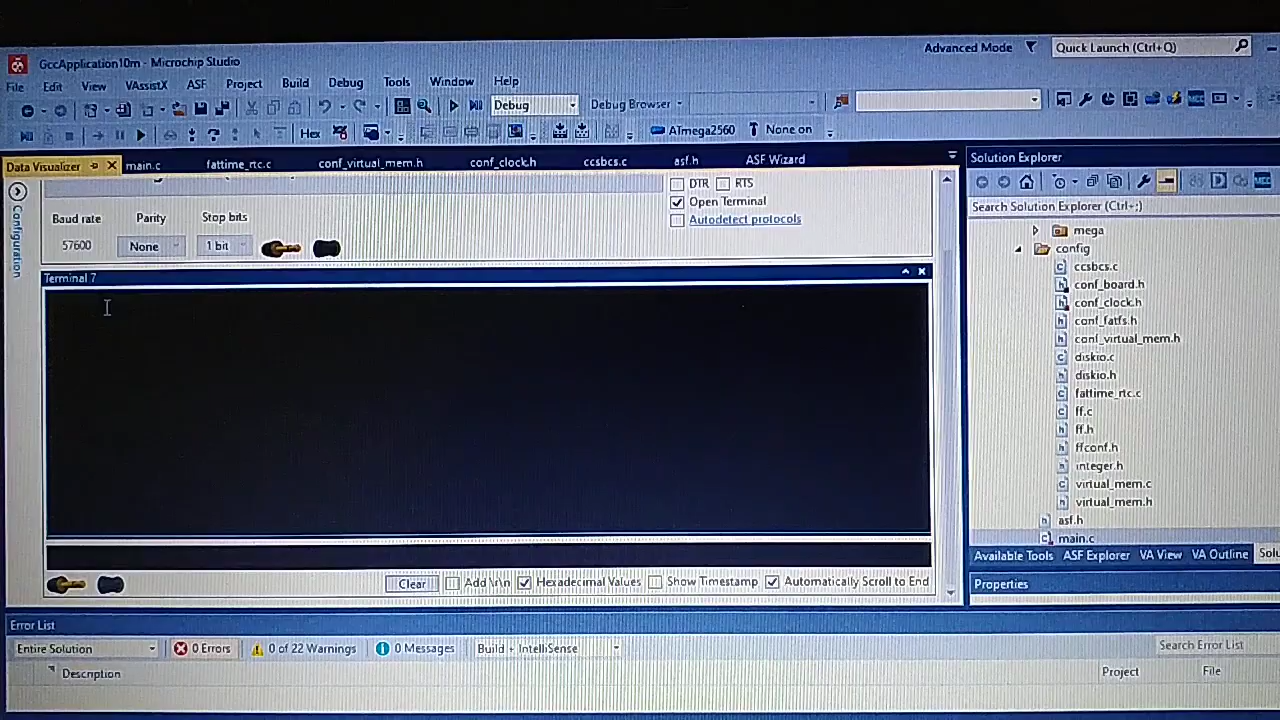 GccApplication10m - Microchip Studio
Advanced Mode
Quick Launch (Ctrl+Q)
File Edit View VAssistX ASF Project Build Debug Tools Window Help
Debug
Debug Browser
Hex
ATmega2560
None on
Data Visualizer
main.c
fattime_rtc.c
conf_virtual_mem.h
conf_clock.h
ccsbcs.c
asf.h
ASF Wizard
Configuration
DTR RTS
Open Terminal
Autodetect protocols
Baud rate Parity Stop bits
57600 None 1 bit
Terminal 7
Clear Add \r\n Hexadecimal Values Show Timestamp Automatically Scroll to End
Solution Explorer
Search Solution Explorer (Ctrl+;)
mega
config
ccsbcs.c
conf_board.h
conf_clock.h
conf_fatfs.h
conf_virtual_mem.h
diskio.c
diskio.h
fattime_rtc.c
ff.c
ff.h
ffconf.h
integer.h
virtual_mem.c
virtual_mem.h
asf.h
main.c
Available Tools ASF Explorer VA View VA Outline Solu
Properties
Error List
Entire Solution
0 Errors
0 of 22 Warnings
0 Messages
Build + IntelliSense
Search Error List
Description Project File